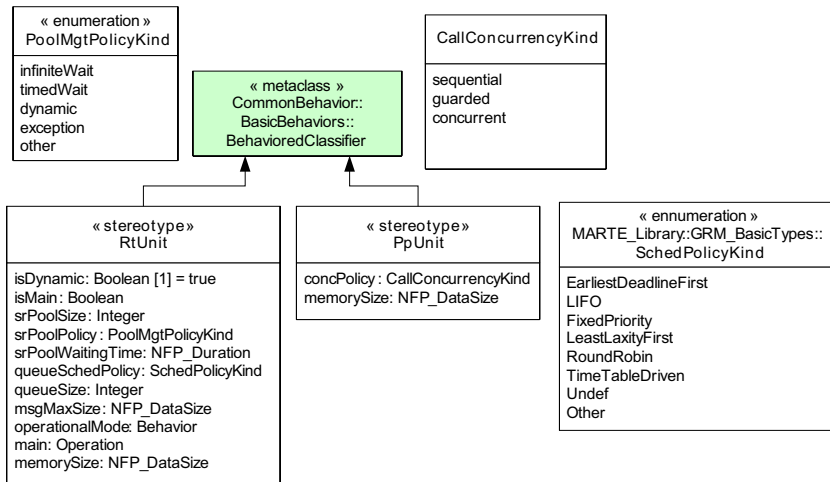 « enumeration »
PoolMgtPolicyKind
infiniteWait
timedWait
dynamic
exception
other
« metaclass »
CommonBehavior::
BasicBehaviors::
BehavioredClassifier
CallConcurrencyKind
sequential
guarded
concurrent
« stereotype»
RtUnit
isDynamic: Boolean [1] = true
isMain: Boolean
srPoolSize: Integer
srPoolPolicy: PoolMgtPolicyKind
srPoolWaitingTime: NFP_Duration
queueSchedPolicy: SchedPolicyKind
queueSize: Integer
msgMaxSize: NFP_DataSize
operationalMode: Behavior
main: Operation
memorySize: NFP_DataSize
« stereotype»
PpUnit
concPolicy: CallConcurrencyKind
memorySize: NFP_DataSize
« ennumeration »
MARTE_Library::GRM_BasicTypes::
SchedPolicyKind
EarliestDeadlineFirst
LIFO
FixedPriority
LeastLaxityFirst
RoundRobin
TimeTableDriven
Undef
Other